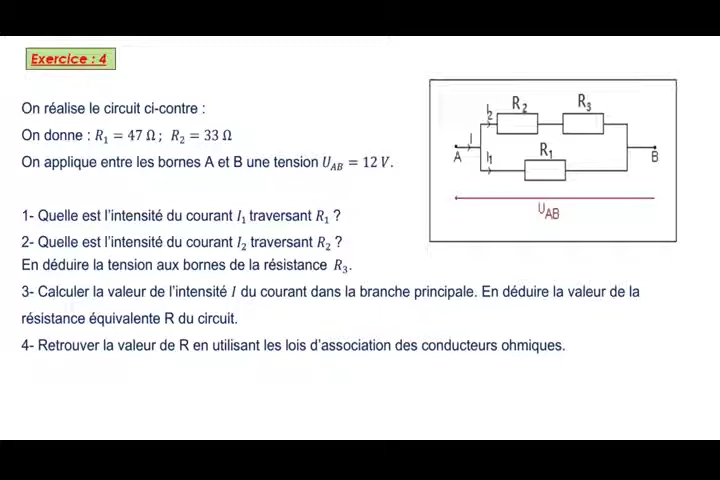 Exercice : 4
On réalise le circuit ci-contre :
On donne : R₁ = 47 Ω ; R₂ = 33 Ω
On applique entre les bornes A et B une tension U_AB = 12 V.
1- Quelle est l'intensité du courant I₁ traversant R₁ ?
2- Quelle est l'intensité du courant I₂ traversant R₂ ?
En déduire la tension aux bornes de la résistance R₃.
3- Calculer la valeur de l'intensité I du courant dans la branche principale. En déduire la valeur de la
résistance équivalente R du circuit.
4- Retrouver la valeur de R en utilisant les lois d'association des conducteurs ohmiques.
I₂ R₂ R₃
A I B
I₁ R₁
U_AB